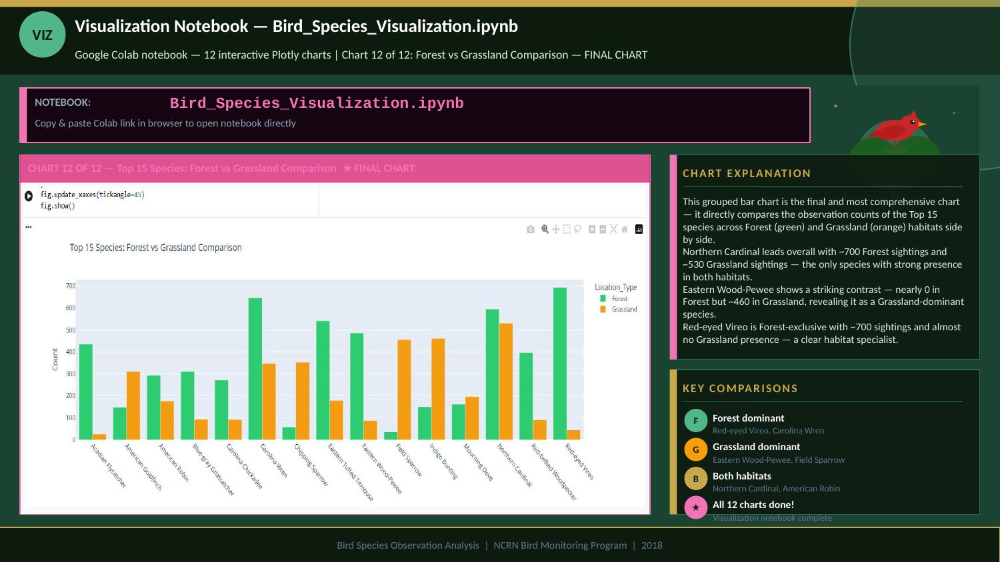 VIZ
Visualization Notebook — Bird_Species_Visualization.ipynb
Google Colab notebook — 12 interactive Plotly charts | Chart 12 of 12: Forest vs Grassland Comparison — FINAL CHART
NOTEBOOK: Bird_Species_Visualization.ipynb
Copy & paste Colab link in browser to open notebook directly
CHART 12 OF 12 — Top 15 Species: Forest vs Grassland Comparison ★ FINAL CHART
fig.update_xaxes(tickangle=45)
fig.show()
Top 15 Species: Forest vs Grassland Comparison
Location_Type
Forest
Grassland
Count
700
600
500
400
300
200
100
0
Acadian Flycatcher
American Goldfinch
American Robin
Blue-gray Gnatcatcher
Carolina Chickadee
Carolina Wren
Chipping Sparrow
Eastern Tufted Titmouse
Eastern Wood-Pewee
Field Sparrow
Indigo Bunting
Mourning Dove
Northern Cardinal
Red-bellied Woodpecker
Red-eyed Vireo
CHART EXPLANATION
This grouped bar chart is the final and most comprehensive chart
— it directly compares the observation counts of the Top 15
species across Forest (green) and Grassland (orange) habitats side
by side.
Northern Cardinal leads overall with ~700 Forest sightings and
~530 Grassland sightings — the only species with strong presence
in both habitats.
Eastern Wood-Pewee shows a striking contrast — nearly 0 in
Forest but ~460 in Grassland, revealing it as a Grassland-dominant
species.
Red-eyed Vireo is Forest-exclusive with ~700 sightings and almost
no Grassland presence — a clear habitat specialist.
KEY COMPARISONS
F
Forest dominant
Red-eyed Vireo, Carolina Wren
G
Grassland dominant
Eastern Wood-Pewee, Field Sparrow
B
Both habitats
Northern Cardinal, American Robin
★
All 12 charts done!
Visualization notebook complete
Bird Species Observation Analysis | NCRN Bird Monitoring Program | 2018